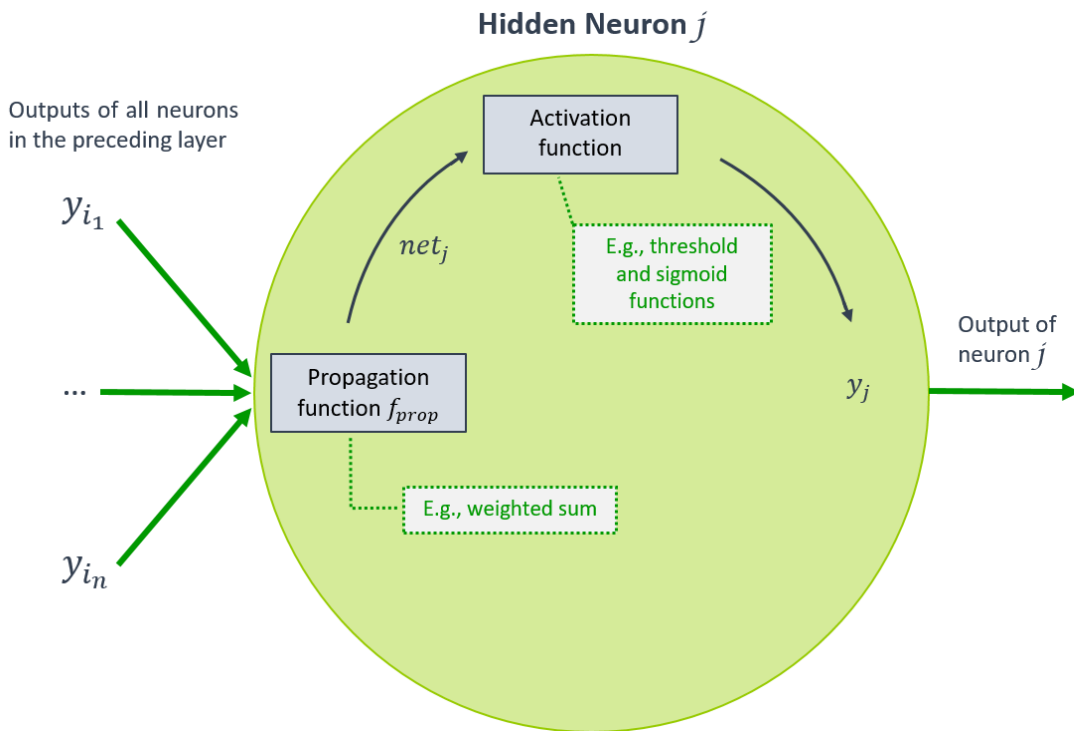 Hidden Neuron j
Outputs of all neurons
in the preceding layer
Activation
function
y_{i_1}
net_j
E.g., threshold
and sigmoid
functions
Output of
neuron j
Propagation
function f_{prop}
...
y_j
E.g., weighted sum
y_{i_n}